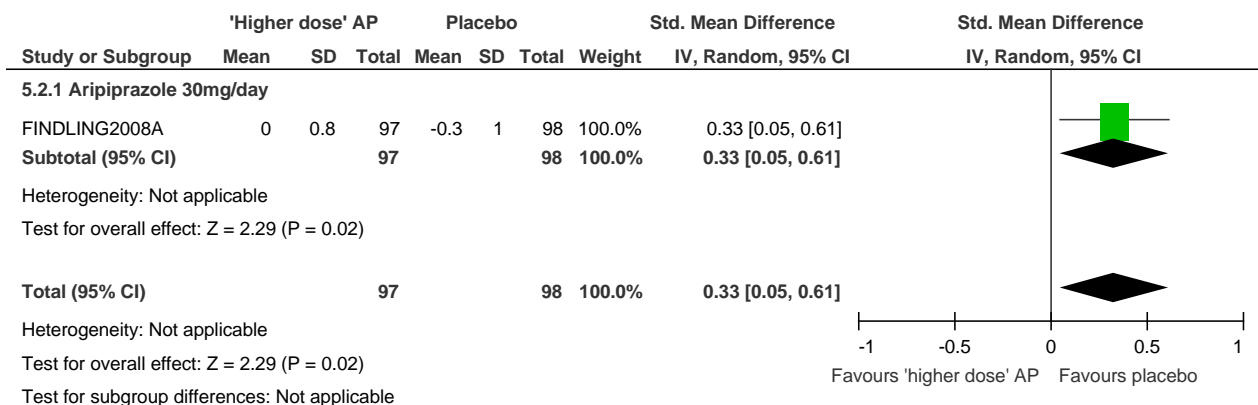 'Higher dose' AP Placebo Std. Mean Difference Std. Mean Difference
Study or Subgroup Mean SD Total Mean SD Total Weight IV, Random, 95% CI IV, Random, 95% CI
5.2.1 Aripiprazole 30mg/day
FINDLING2008A 0 0.8 97 -0.3 1 98 100.0% 0.33 [0.05, 0.61]
Subtotal (95% CI) 97 98 100.0% 0.33 [0.05, 0.61]
Heterogeneity: Not applicable
Test for overall effect: Z = 2.29 (P = 0.02)
Total (95% CI) 97 98 100.0% 0.33 [0.05, 0.61]
Heterogeneity: Not applicable
Test for overall effect: Z = 2.29 (P = 0.02)
Test for subgroup differences: Not applicable
-1 -0.5 0 0.5 1
Favours 'higher dose' AP Favours placebo